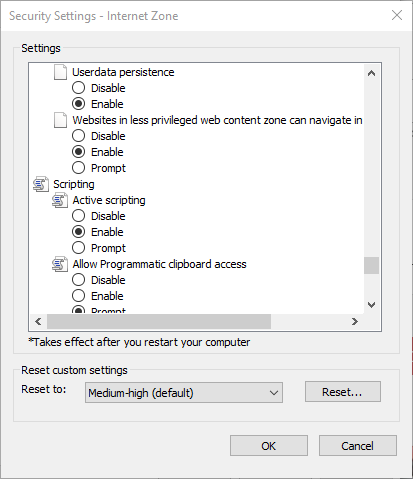 Security Settings - Internet Zone
Settings
Userdata persistence
Disable
Enable
Websites in less privileged web content zone can navigate in
Disable
Enable
Prompt
Scripting
Active scripting
Disable
Enable
Prompt
Allow Programmatic clipboard access
Disable
Enable
Prompt
*Takes effect after you restart your computer
Reset custom settings
Reset to:
Medium-high (default)
Reset...
OK
Cancel